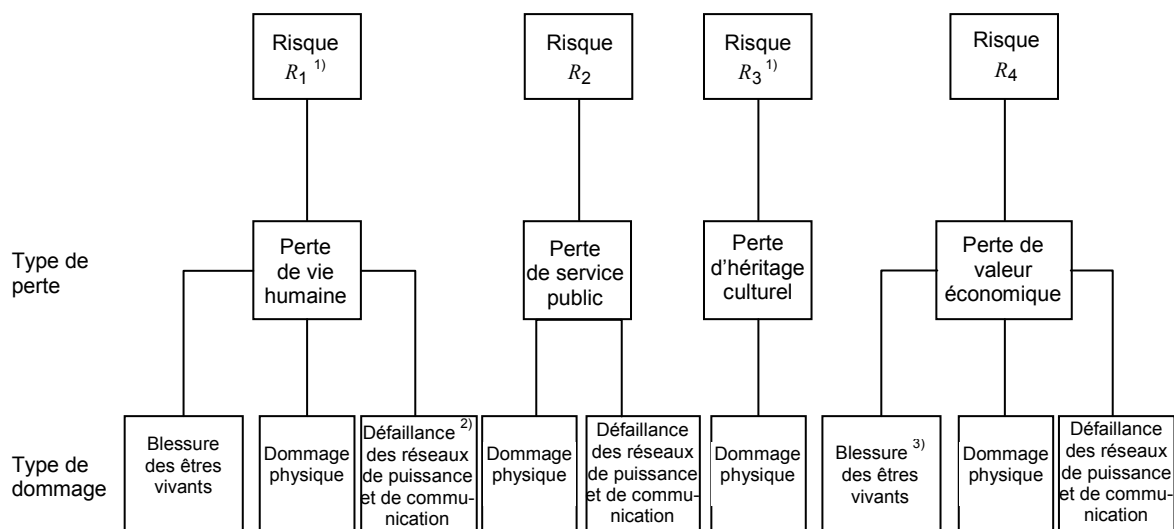 Risque
R1 1)
Risque
R2
Risque
R3 1)
Risque
R4
Type de
perte
Perte
de vie
humaine
Perte
de service
public
Perte
d'héritage
culturel
Perte de
valeur
économique
Type de
dommage
Blessure
des êtres
vivants
Dommage
physique
Défaillance 2)
des réseaux
de puissance
et de commu-
nication
Dommage
physique
Défaillance
des réseaux
de puissance
et de commu-
nication
Dommage
physique
Blessure 3)
des êtres
vivants
Dommage
physique
Défaillance
des réseaux
de puissance
et de commu-
nication